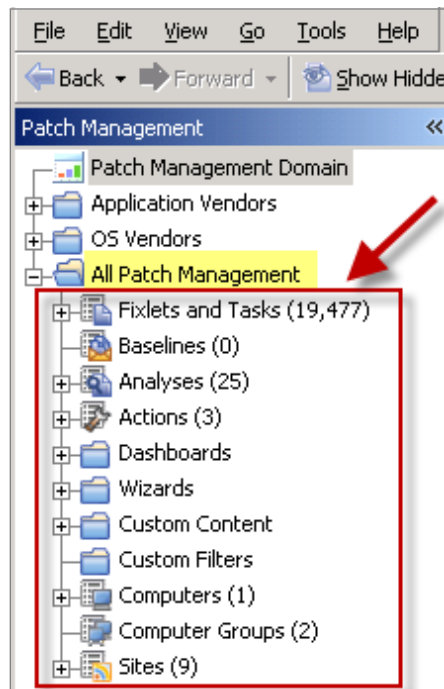 File Edit View Go Tools Help
Back Forward Show Hidde
Patch Management
Patch Management Domain
Application Vendors
OS Vendors
All Patch Management
Fixlets and Tasks (19,477)
Baselines (0)
Analyses (25)
Actions (3)
Dashboards
Wizards
Custom Content
Custom Filters
Computers (1)
Computer Groups (2)
Sites (9)